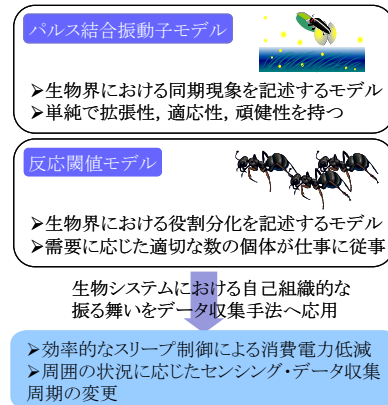 パルス結合振動子モデル
➢生物界における同期現象を記述するモデル
➢単純で拡張性, 適応性, 頑健性を持つ
反応閾値モデル
➢生物界における役割分化を記述するモデル
➢需要に応じた適切な数の個体が仕事に従事
生物システムにおける自己組織的な
振る舞いをデータ収集手法へ応用
➢効率的なスリープ制御による消費電力低減
➢周囲の状況に応じたセンシング・データ収集
周期の変更